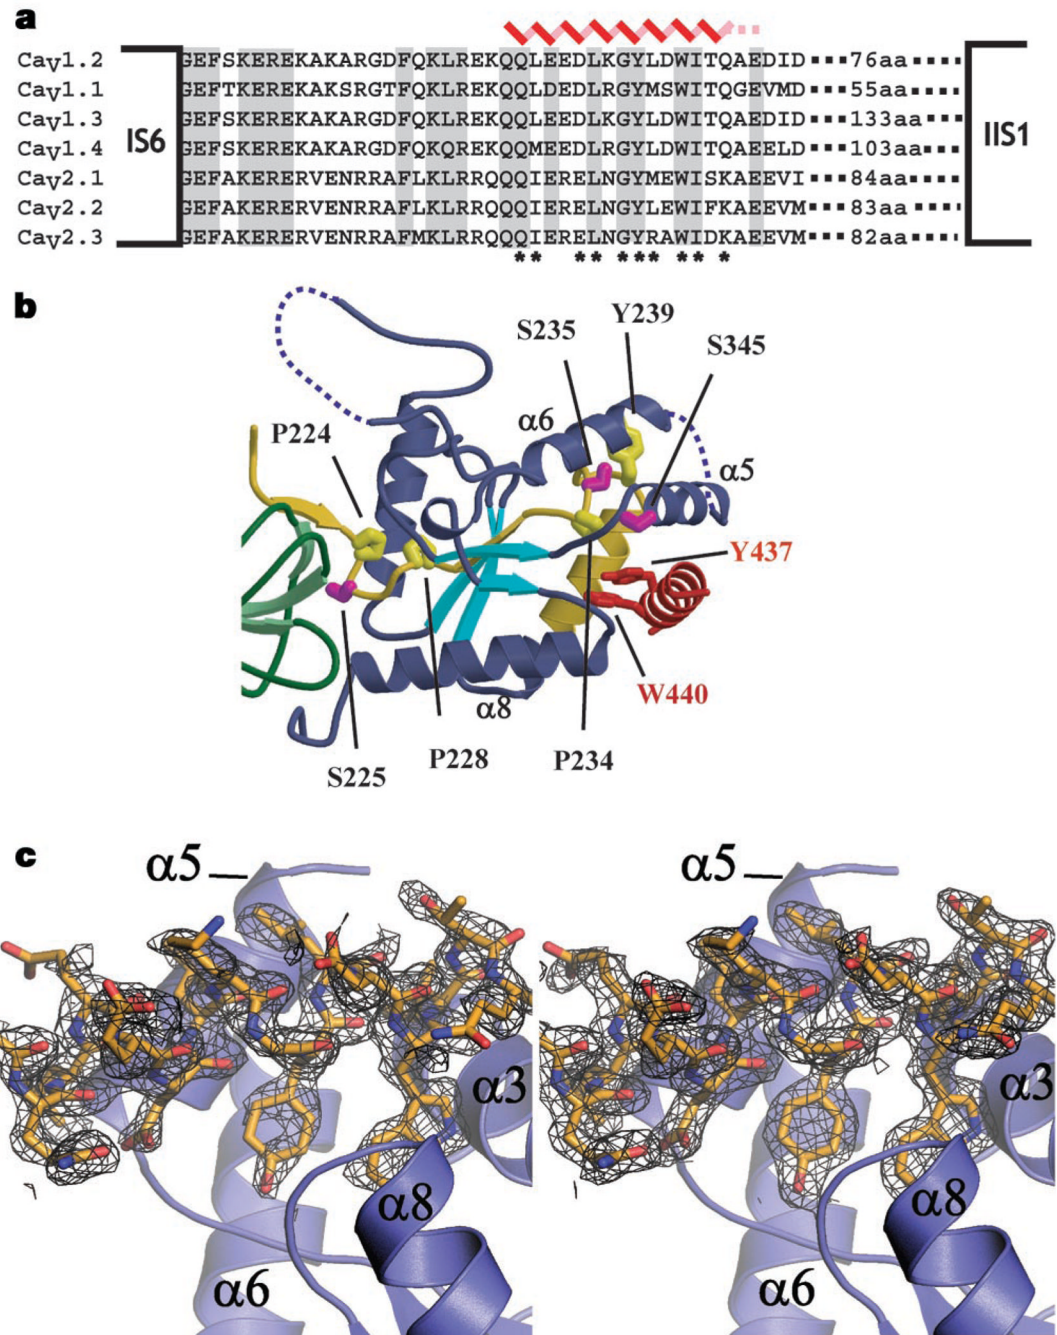 a
Cav1.2 GEFSKEREKAKARGDFQKLREKQQLEEDLKGYLDWITQAEDID 76aa
Cav1.1 GEFTKEREKAKSRGTFQKLREKQQLDEDLRGYMSWITQGEVMD 55aa
Cav1.3 GEFSKEREKAKARGDFQKLREKQQLEEDLKGYLDWITQAEDID 133aa
Cav1.4 IS6 GEFSKEREKAKARGDFQKQREKQQMEEDLRGYLDWITQAEELD 103aa IIS1
Cav2.1 GEFAKERERVENRRAFLKLRRQQQIERELNGYMEWISKAEEVI 84aa
Cav2.2 GEFAKERERVENRRAFLKLRRQQQIERELNGYLEWIFKAEEVM 83aa
Cav2.3 GEFAKERERVENRRAFMKLRRQQQIERELNGYRAWIDKAEEVM 82aa
** ** *** ** *
b
Y239
S235
S345
α6
P224
α5
Y437
W440
α8
P228
P234
S225
c
α5
α5
α3
α3
α8
α8
α6
α6